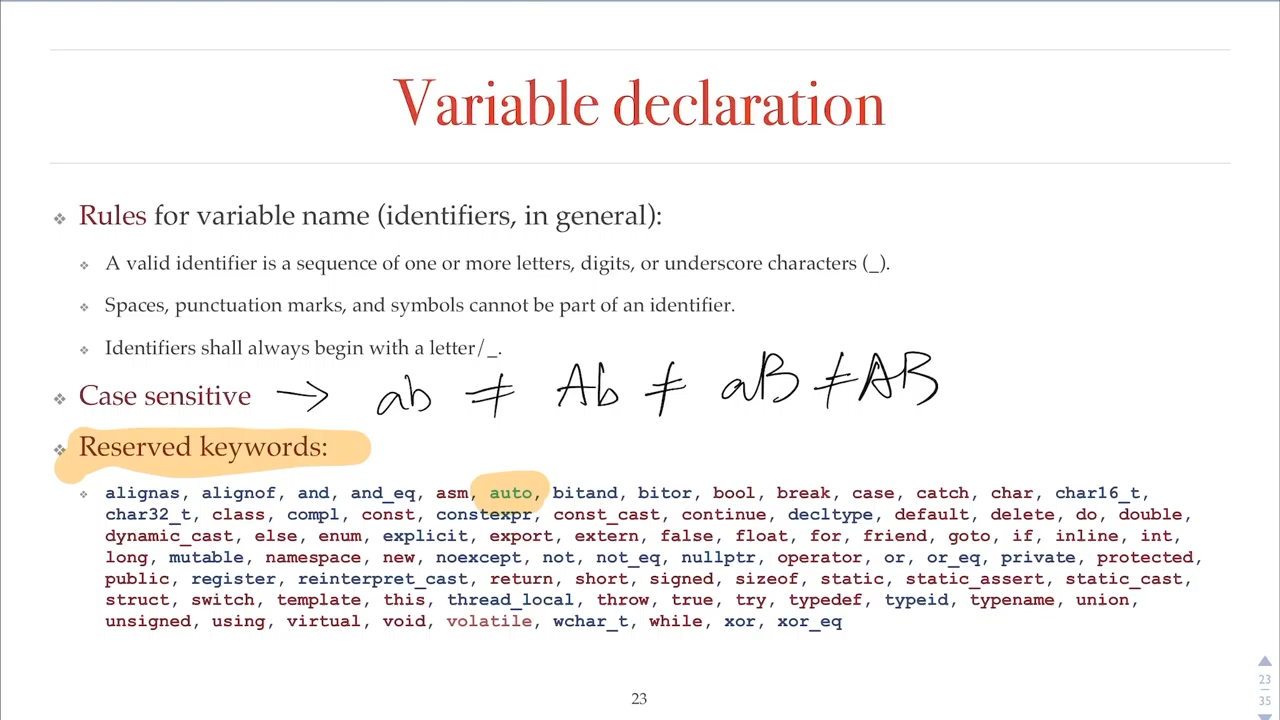 Variable declaration
Rules for variable name (identifiers, in general):
A valid identifier is a sequence of one or more letters, digits, or underscore characters (_).
Spaces, punctuation marks, and symbols cannot be part of an identifier.
Identifiers shall always begin with a letter/_.
Case sensitive → ab ≠ Ab ≠ aB ≠ AB
Reserved keywords:
alignas, alignof, and, and_eq, asm, auto, bitand, bitor, bool, break, case, catch, char, char16_t,
char32_t, class, compl, const, constexpr, const_cast, continue, decltype, default, delete, do, double,
dynamic_cast, else, enum, explicit, export, extern, false, float, for, friend, goto, if, inline, int,
long, mutable, namespace, new, noexcept, not, not_eq, nullptr, operator, or, or_eq, private, protected,
public, register, reinterpret_cast, return, short, signed, sizeof, static, static_assert, static_cast,
struct, switch, template, this, thread_local, throw, true, try, typedef, typeid, typename, union,
unsigned, using, virtual, void, volatile, wchar_t, while, xor, xor_eq
23
23
35